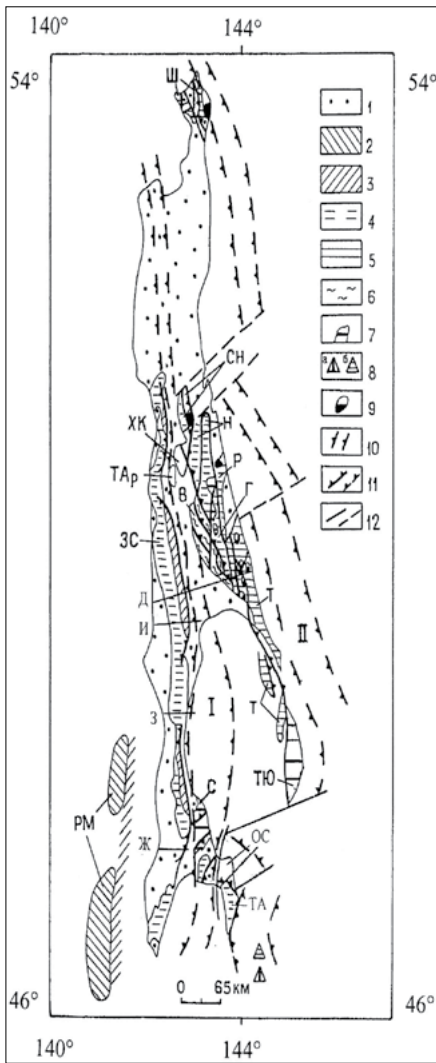 140°
144°
54°
54°
Ш
1
2
3
4
5
6
7
а б 8
9
10
11
12
СН
ХК
Н
ТАр
Р
В
Г
ЗС
Д
Т
И
II
I
З
Т
С
ТЮ
РМ
ОС
Ж
ТА
0 65 км
46°
46°
140°
144°